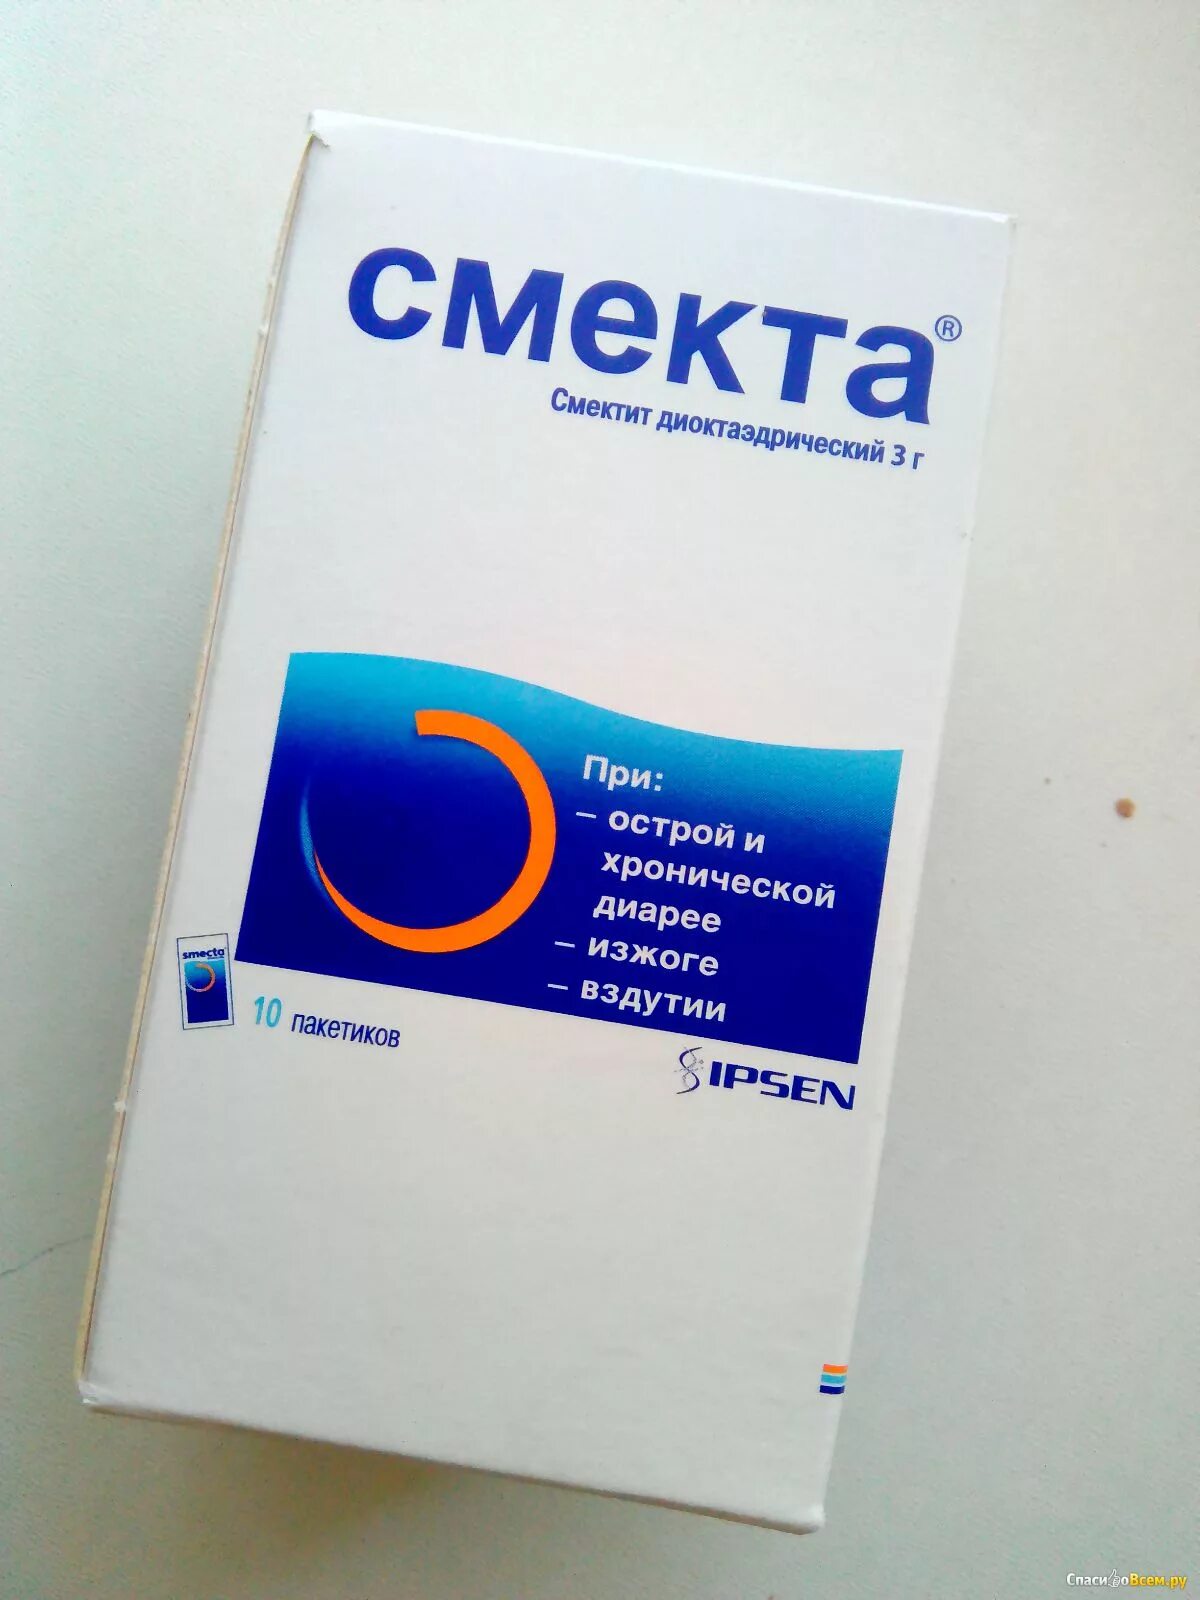 смекта®
Смектит диоктаэдрический 3 г
При:
– острой и
хронической
диарее
– изжоге
– вздутии
smecta
10 пакетиков
IPSEN
СпасибоВсем.ру